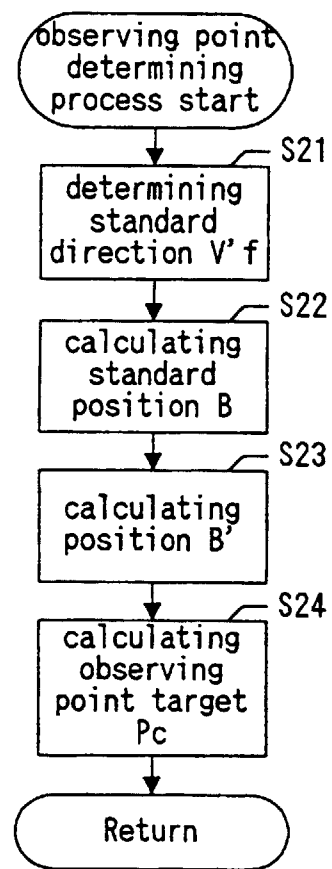 observing point
determining
process start
S21
determining
standard
direction V'f
S22
calculating
standard
position B
S23
calculating
position B'
S24
calculating
observing
point target
Pc
Return